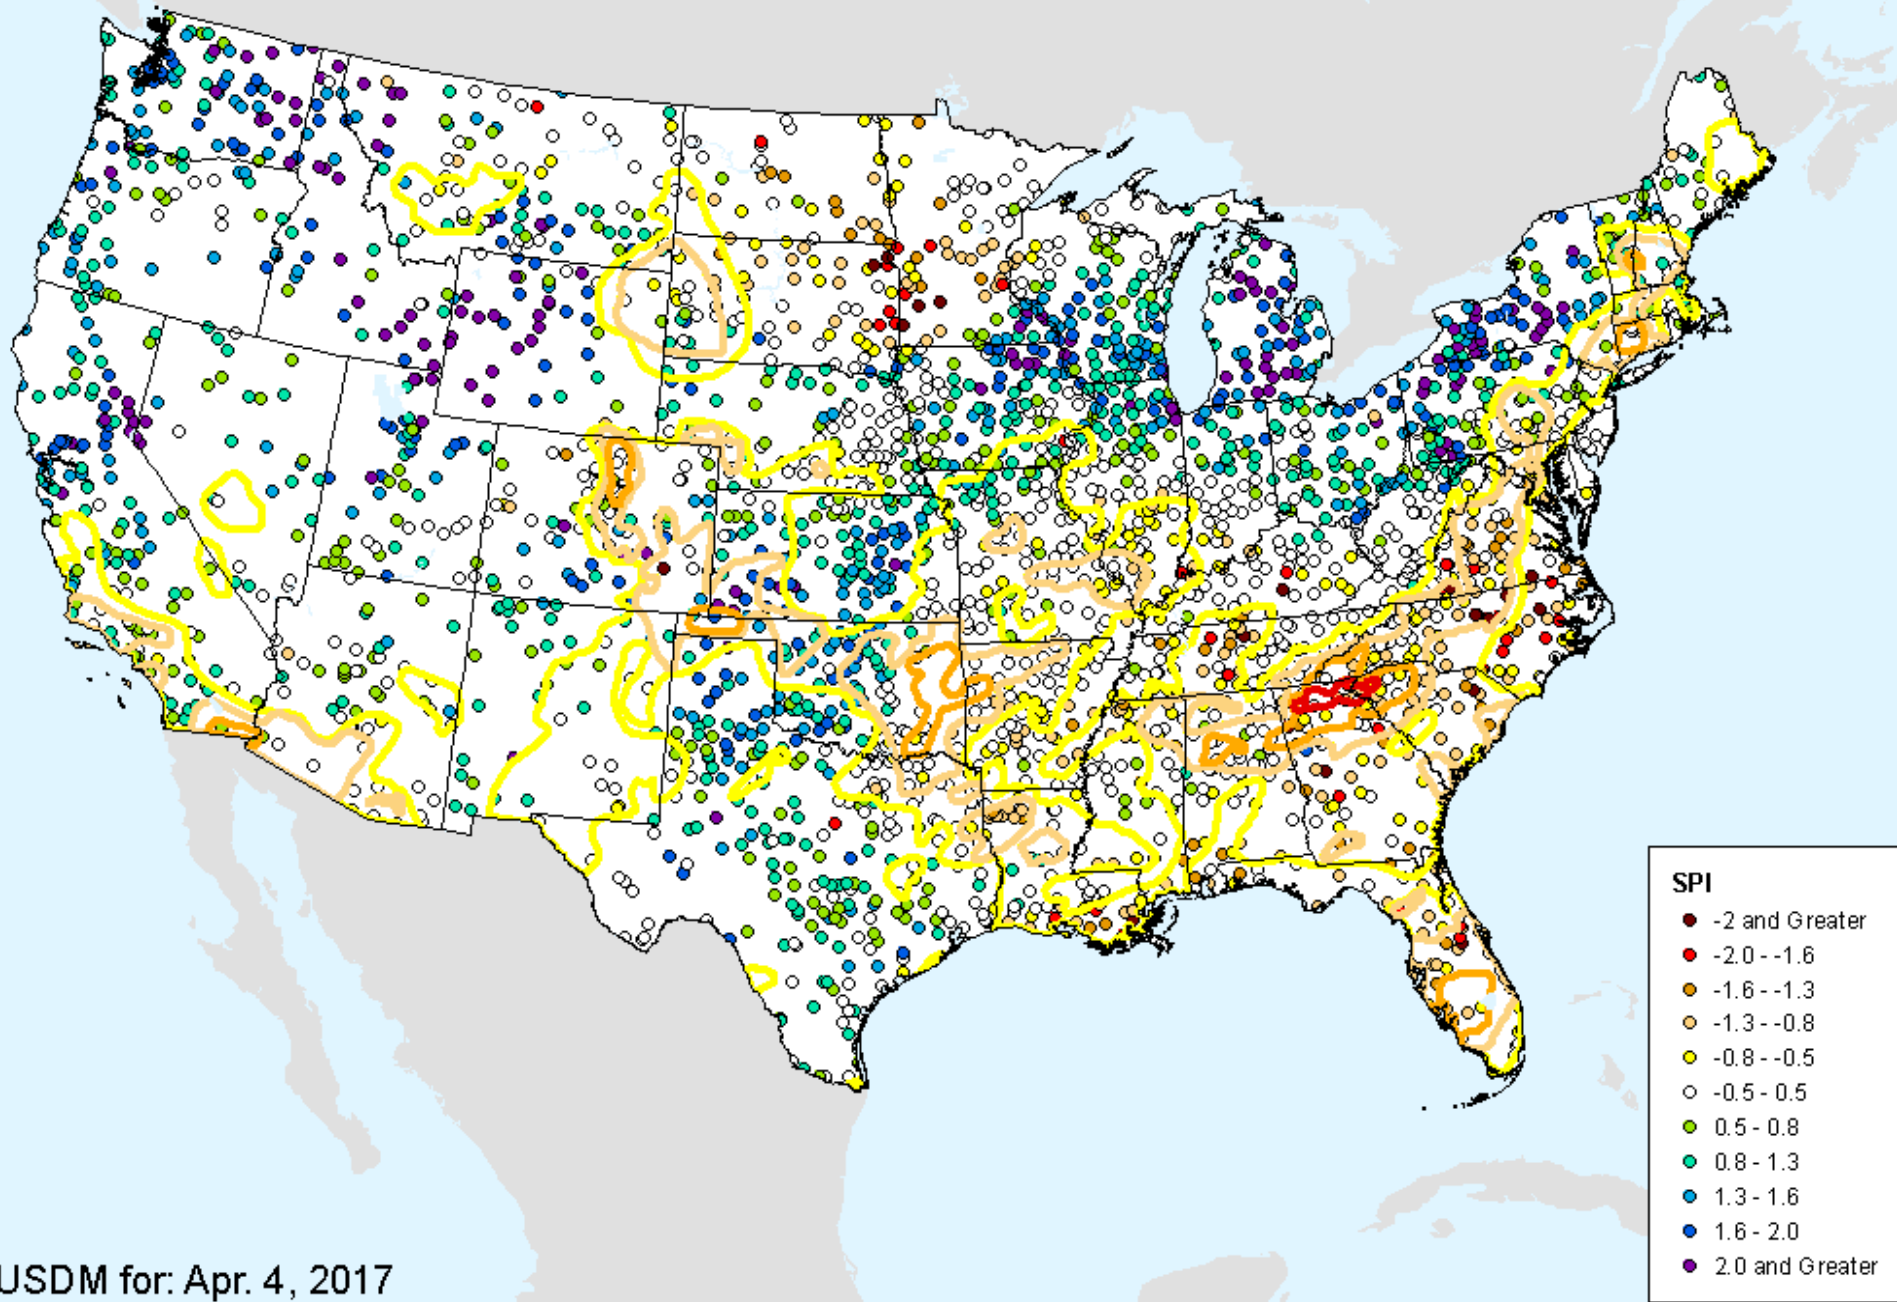 SPI
-2 and Greater
-2.0 - -1.6
-1.6 - -1.3
-1.3 - -0.8
-0.8 - -0.5
-0.5 - 0.5
0.5 - 0.8
0.8 - 1.3
1.3 - 1.6
1.6 - 2.0
2.0 and Greater
USDM for: Apr. 4, 2017